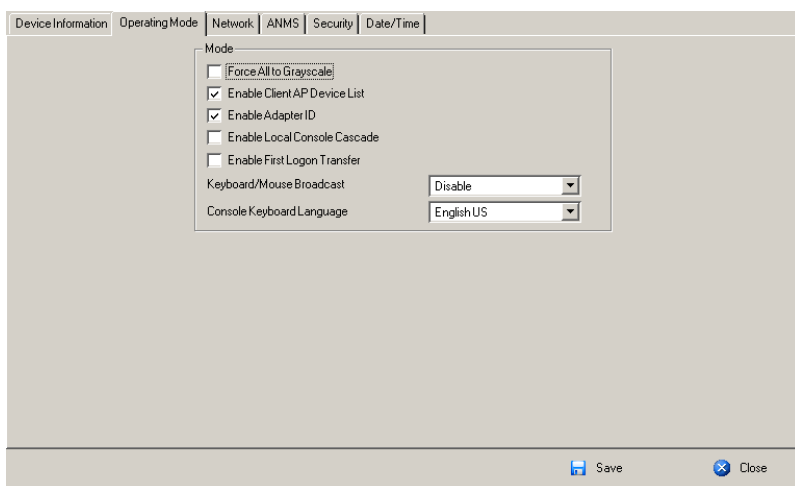 Device Information Operating Mode Network ANMS Security Date/Time
Mode
Force All to Grayscale
Enable Client AP Device List
Enable Adapter ID
Enable Local Console Cascade
Enable First Logon Transfer
Keyboard/Mouse Broadcast Disable
Console Keyboard Language English US
Save Close